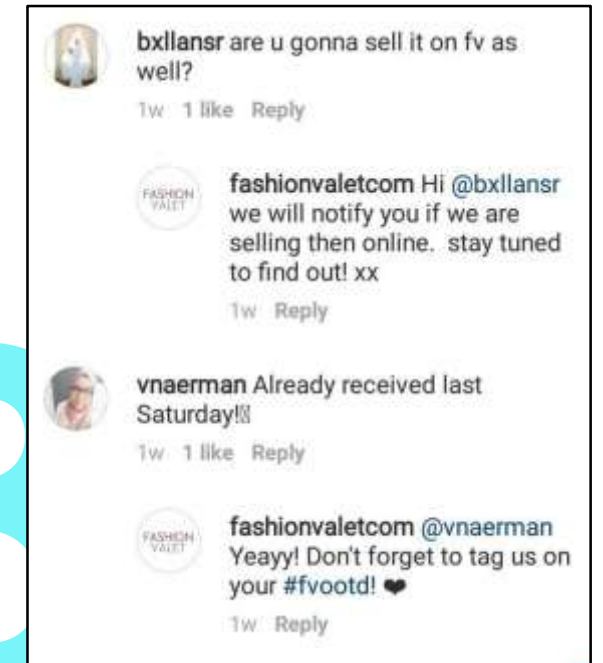 bxllansr are u gonna sell it on fv as
well?
1w 1 like Reply
FASHION
VALET
fashionvaletcom Hi @bxllansr
we will notify you if we are
selling then online. stay tuned
to find out! xx
1w Reply
vnaerman Already received last
Saturday!
1w 1 like Reply
FASHION
VALET
fashionvaletcom @vnaerman
Yeayy! Don't forget to tag us on
your #fvootd! ❤
1w Reply